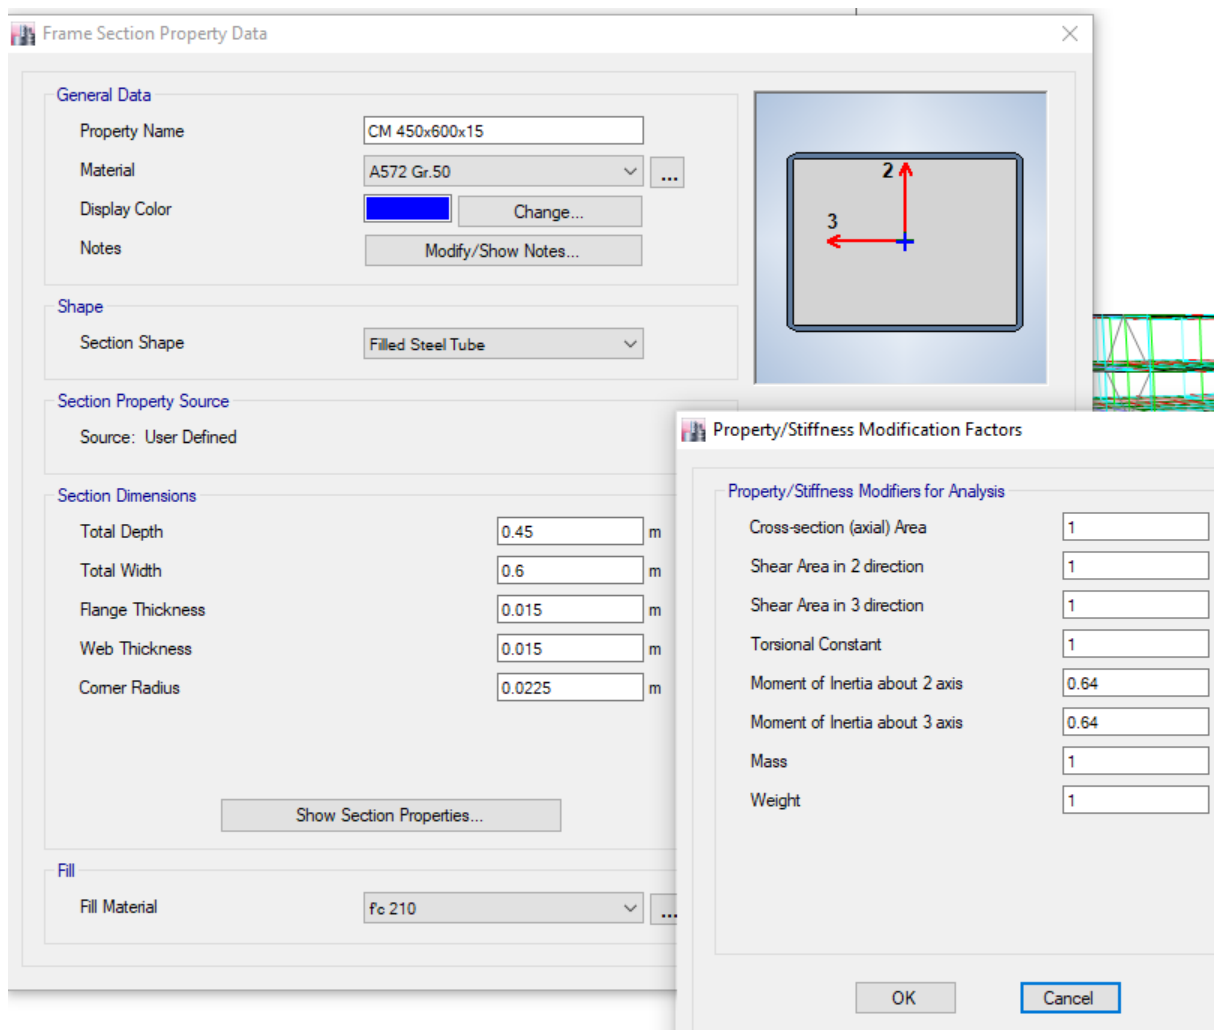 Frame Section Property Data
General Data
Property Name CM 450x600x15
Material A572 Gr.50 ...
Display Color Change...
Notes Modify/Show Notes...
2
3
Shape
Section Shape Filled Steel Tube
Section Property Source
Source: User Defined
Section Dimensions
Total Depth 0.45 m
Total Width 0.6 m
Flange Thickness 0.015 m
Web Thickness 0.015 m
Corner Radius 0.0225 m
Show Section Properties...
Fill
Fill Material f'c 210 ...
Property/Stiffness Modification Factors
Property/Stiffness Modifiers for Analysis
Cross-section (axial) Area 1
Shear Area in 2 direction 1
Shear Area in 3 direction 1
Torsional Constant 1
Moment of Inertia about 2 axis 0.64
Moment of Inertia about 3 axis 0.64
Mass 1
Weight 1
OK Cancel